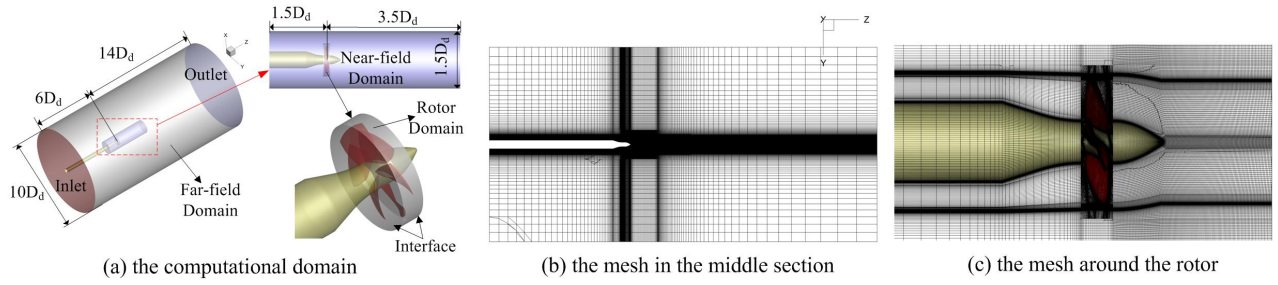 1.5D_d
3.5D_d
14D_d
X
Z
Y
1.5D_d
Near-field
Domain
Outlet
6D_d
Rotor
Domain
Inlet
Far-field
Domain
10D_d
Interface
(a) the computational domain
Y
Z
Y
(b) the mesh in the middle section
(c) the mesh around the rotor